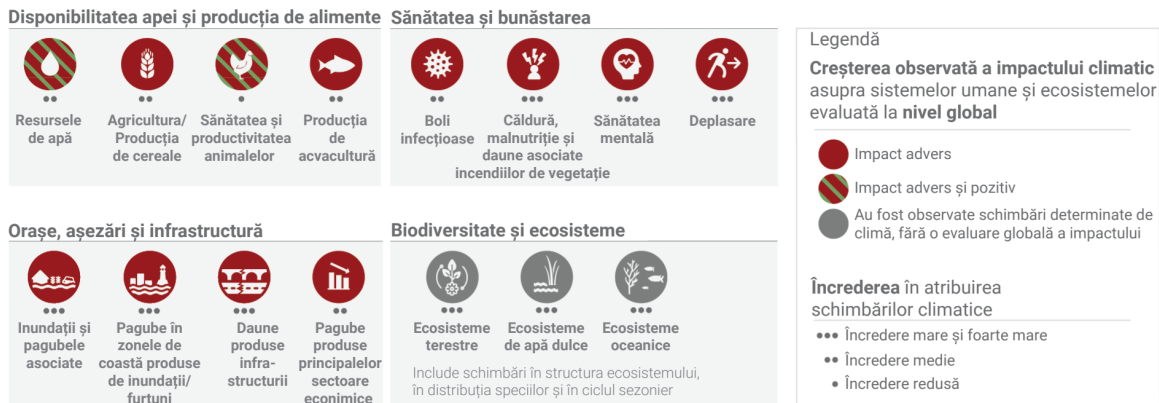 Disponibilitatea apei și producția de alimente
Resursele
de apă
Agricultura/
Producția
de cereale
Sănătatea și
productivitatea
animalelor
Producția
de
acvacultură
Sănătatea și bunăstarea
Boli
infecțioase
Căldură,
malnutriție și
daune asociate
incendiilor de vegetație
Sănătatea
mentală
Deplasare
Orașe, așezări și infrastructură
Inundații și
pagubele
asociate
Pagube în
zonele de
coastă produse
de inundații/
furtuni
Daune
produse
infra-
structurii
Pagube
produse
principalelor
sectoare
econimice
Biodiversitate și ecosisteme
Ecosisteme
terestre
Ecosisteme
de apă dulce
Ecosisteme
oceanice
Include schimbări în structura ecosistemului,
în distribuția speciilor și în ciclul sezonier
Legendă
Creșterea observată a impactului climatic
asupra sistemelor umane și ecosistemelor
evaluată la nivel global
Impact advers
Impact advers și pozitiv
Au fost observate schimbări determinate de
climă, fără o evaluare globală a impactului
Încrederea în atribuirea
schimbărilor climatice
••• Încredere mare și foarte mare
•• Încredere medie
• Încredere redusă